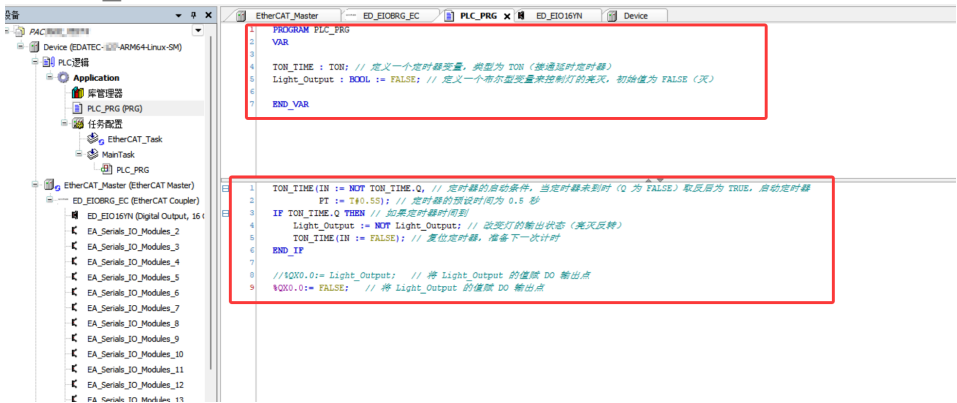 设备
EtherCAT_Master
ED_EIOBRG_EC
PLC_PRG
ED_EIO16YN
Device
PAC
Device (EDATEC- -ARM64-Linux-SM)
PLC逻辑
Application
库管理器
PLC_PRG (PRG)
任务配置
EtherCAT_Task
MainTask
PLC_PRG
EtherCAT_Master (EtherCAT Master)
ED_EIOBRG_EC (EtherCAT Coupler)
ED_EIO16YN (Digital Output, 16 
EA_Serials_IO_Modules_2
EA_Serials_IO_Modules_3
EA_Serials_IO_Modules_4
EA_Serials_IO_Modules_5
EA_Serials_IO_Modules_6
EA_Serials_IO_Modules_7
EA_Serials_IO_Modules_8
EA_Serials_IO_Modules_9
EA_Serials_IO_Modules_10
EA_Serials_IO_Modules_11
EA_Serials_IO_Modules_12
EA_Serials_IO_Modules_13
1 PROGRAM PLC_PRG
2 VAR
3
4 TON_TIME : TON; // 定义一个定时器变量，类型为 TON（接通延时定时器）
5 Light_Output : BOOL := FALSE; // 定义一个布尔型变量来控制灯的亮灭，初始值为 FALSE（灭）
6
7 END_VAR
1 TON_TIME(IN := NOT TON_TIME.Q, // 定时器的启动条件，当定时器未到时（Q 为 FALSE）取反后为 TRUE，启动定时器
2 PT := T#0.5S); // 定时器的预设时间为 0.5 秒
3 IF TON_TIME.Q THEN // 如果定时器时间到
4 Light_Output := NOT Light_Output; // 改变灯的输出状态（亮灭反转）
5 TON_TIME(IN := FALSE); // 复位定时器，准备下一次计时
6 END_IF
7
8 //%QX0.0:= Light_Output; // 将 Light_Output 的值赋 DO 输出点
9 %QX0.0:= FALSE; // 将 Light_Output 的值赋 DO 输出点